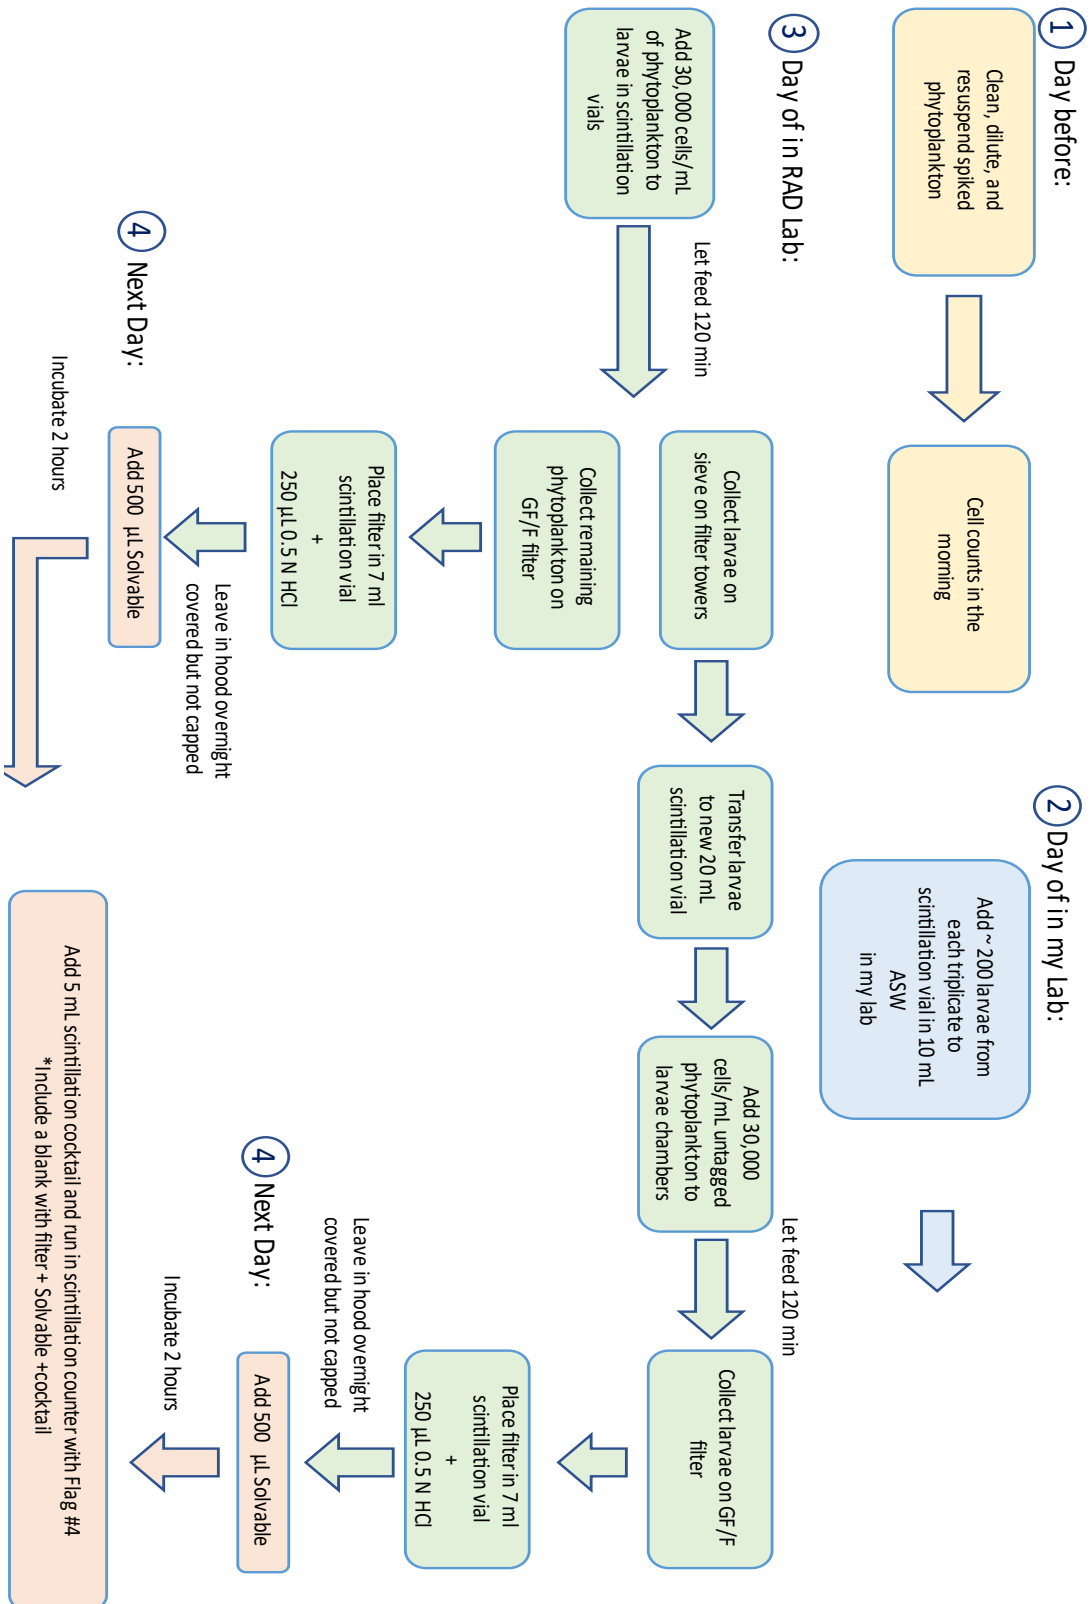 1 Day before:
Clean, dilute, and
resuspend spiked
phytoplankton
Cell counts in the
morning
2 Day of in my Lab:
Add ~ 200 larvae from
each triplicate to
scintillation vial in 10 mL
ASW
in my lab
3 Day of in RAD Lab:
Add 30,000 cells/mL
of phytoplankton to
larvae in scintillation
vials
Let feed 120 min
Collect larvae on
sieve on filter towers
Transfer larvae
to new 20 mL
scintillation vial
Add 30,000
cells/mL untagged
phytoplankton to
larvae chambers
Let feed 120 min
Collect larvae on GF/F
filter
Collect remaining
phytoplankton on
GF/F filter
Place filter in 7 ml
scintillation vial
+
250 µL 0.5 N HCl
Place filter in 7 ml
scintillation vial
+
250 µL 0.5 N HCl
Leave in hood overnight
covered but not capped
Leave in hood overnight
covered but not capped
4 Next Day:
Add 500 µL Solvable
4 Next Day:
Add 500 µL Solvable
Incubate 2 hours
Incubate 2 hours
Add 5 mL scintillation cocktail and run in scintillation counter with Flag #4
*Include a blank with filter + Solvable +cocktail